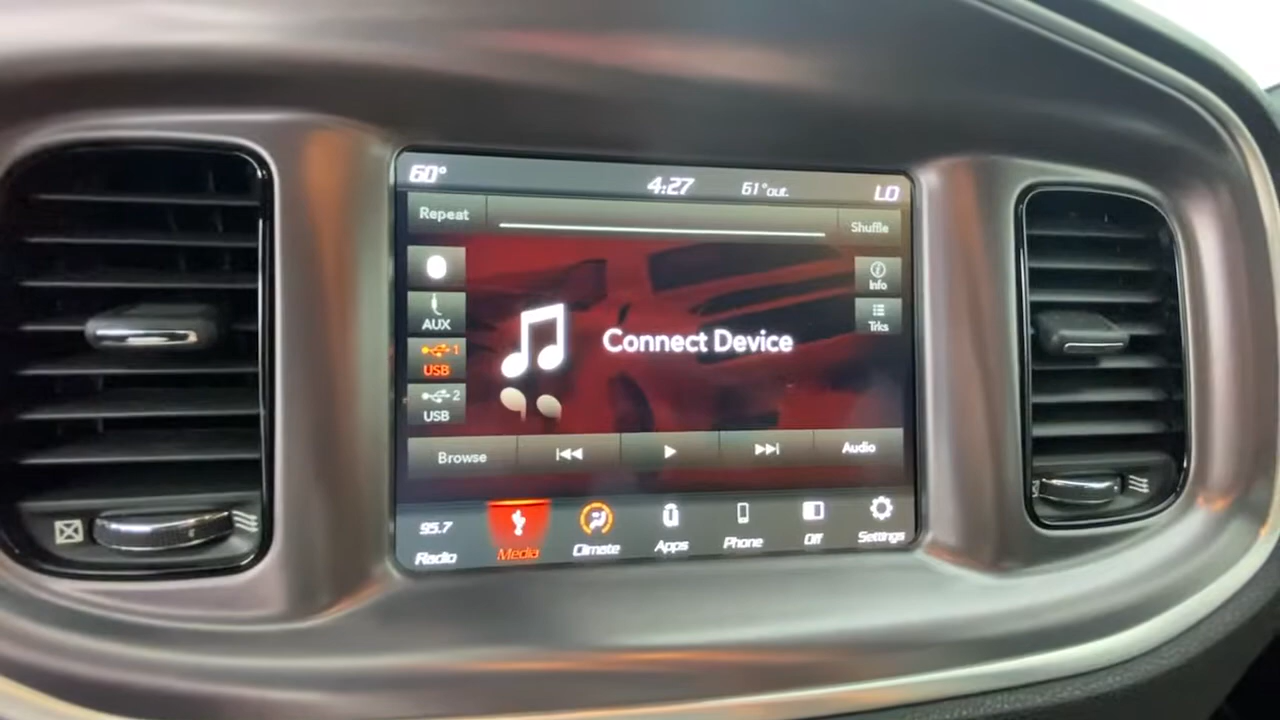 60°
4:27
61°out.
LO
Repeat
Shuffle
AUX
1
USB
2
USB
Info
Trks
Connect Device
Browse
Audio
95.7
Radio
Media
Climate
Apps
Phone
Off
Settings